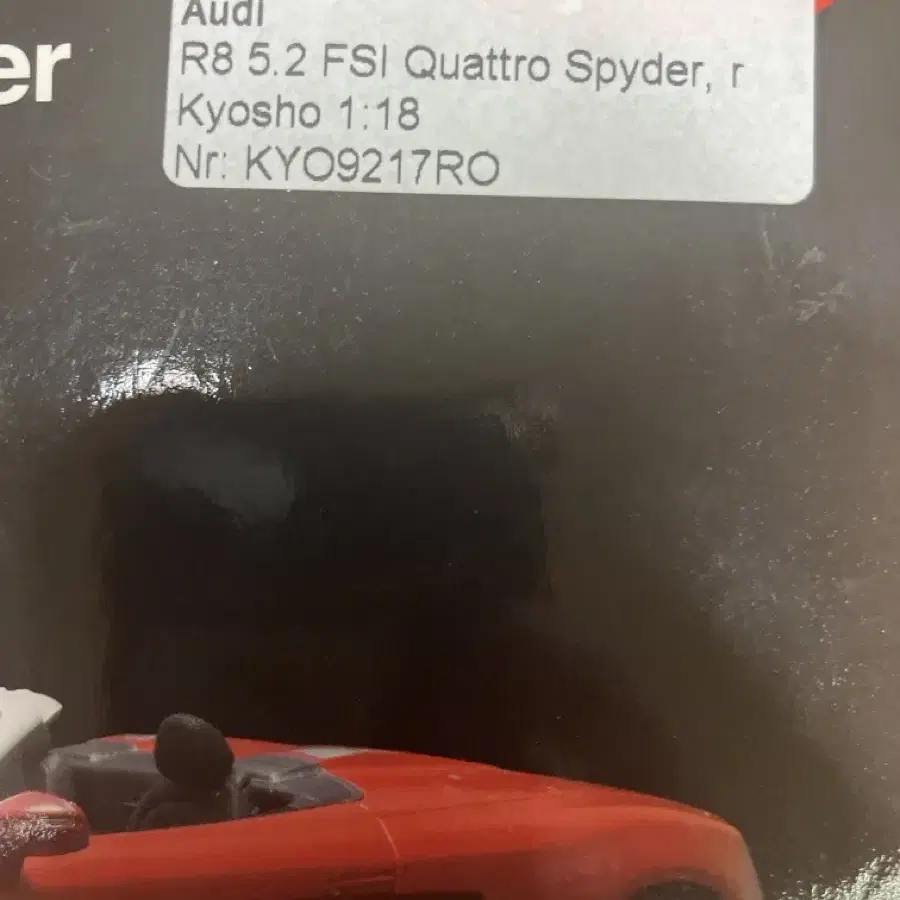 Audi
er
R8 5.2 FSI Quattro Spyder, r
Kyosho 1:18
Nr: KYO9217RO